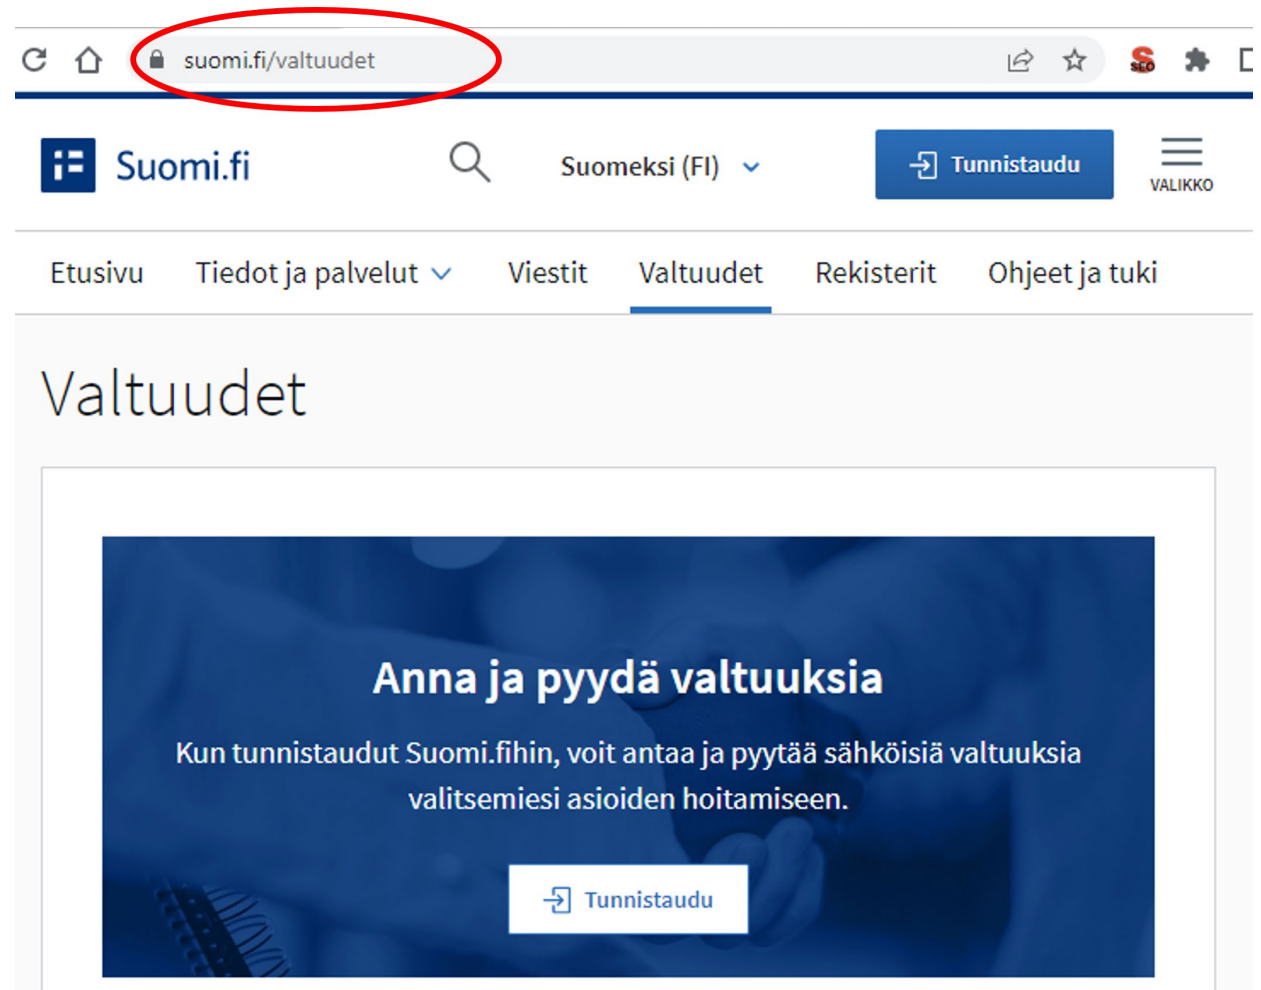 suomi.fi/valtuudet
SEO
Suomi.fi
Suomeksi (FI)
Tunnistaudu
VALIKKO
Etusivu Tiedot ja palvelut Viestit Valtuudet Rekisterit Ohjeet ja tuki
Valtuudet
Anna ja pyydä valtuuksia
Kun tunnistaudut Suomi.fihin, voit antaa ja pyytää sähköisiä valtuuksia
valitsemiesi asioiden hoitamiseen.
Tunnistaudu